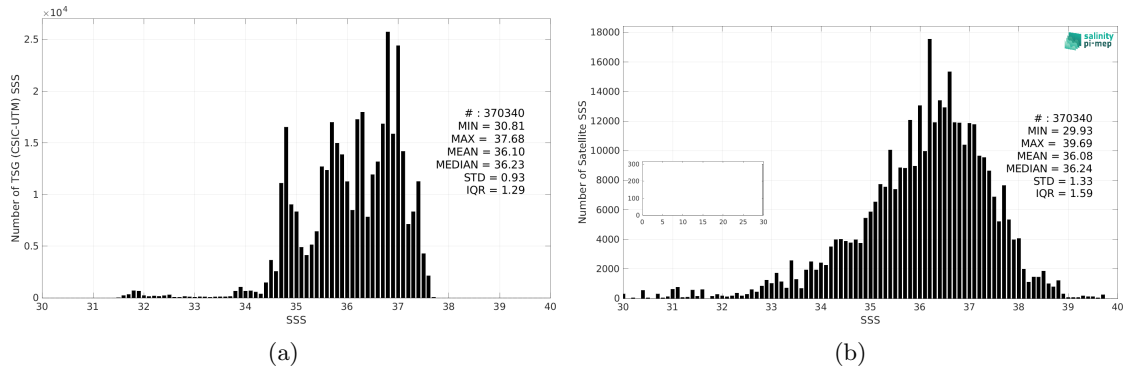 ×10⁴
2.5
2
1.5
1
0.5
0
30 31 32 33 34 35 36 37 38 39 40
SSS
Number of TSG (CSIC-UTM) SSS
# : 370340
MIN = 30.81
MAX = 37.68
MEAN = 36.10
MEDIAN = 36.23
STD = 0.93
IQR = 1.29
(a)
18000
16000
14000
12000
10000
8000
6000
4000
2000
0
30 31 32 33 34 35 36 37 38 39 40
SSS
Number of Satellite SSS
salinity
pi-mep
# : 370340
MIN = 29.93
MAX = 39.69
MEAN = 36.08
MEDIAN = 36.24
STD = 1.33
IQR = 1.59
300
200
100
0
0 5 10 15 20 25 30
(b)